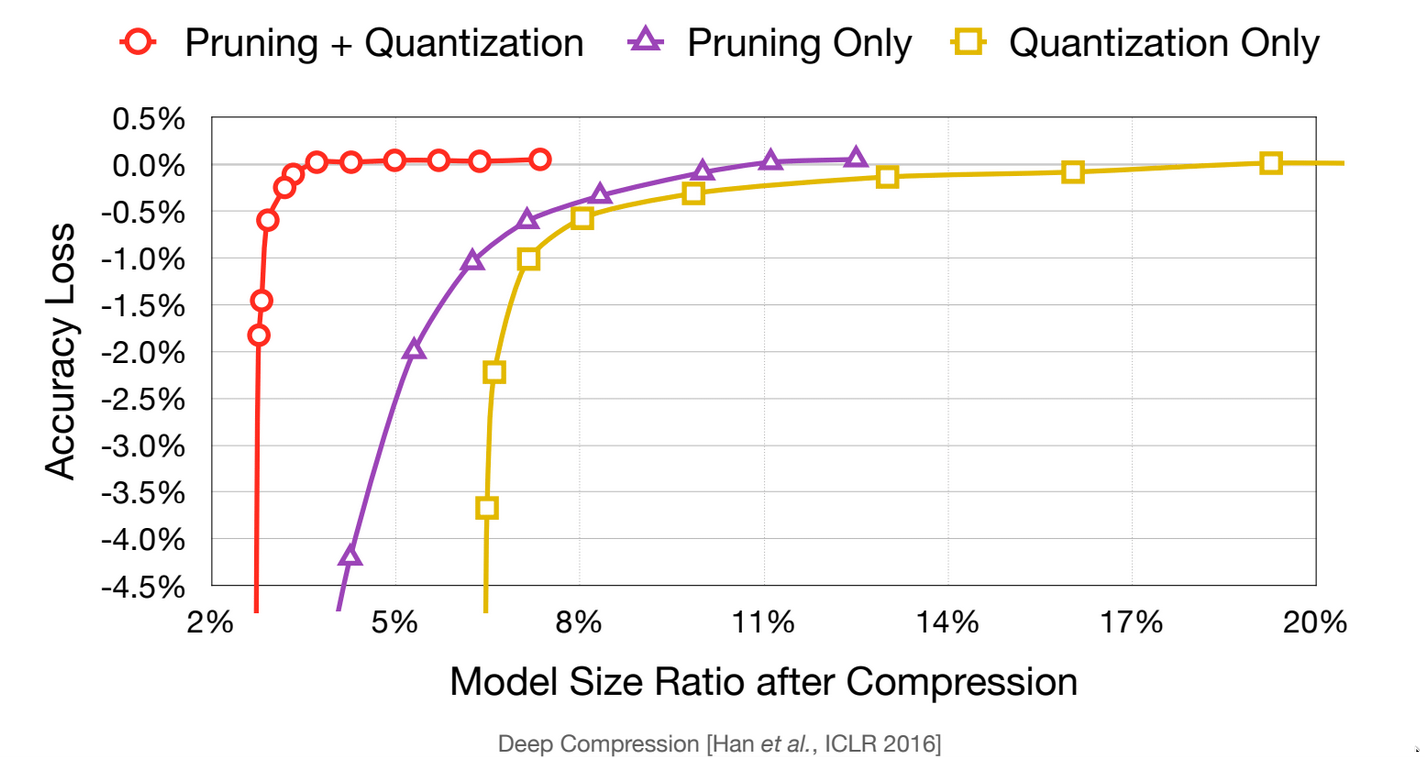 Pruning + Quantization Pruning Only Quantization Only
0.5%
0.0%
-0.5%
-1.0%
-1.5%
-2.0%
-2.5%
-3.0%
-3.5%
-4.0%
-4.5%
Accuracy Loss
2% 5% 8% 11% 14% 17% 20%
Model Size Ratio after Compression
Deep Compression [Han et al., ICLR 2016]